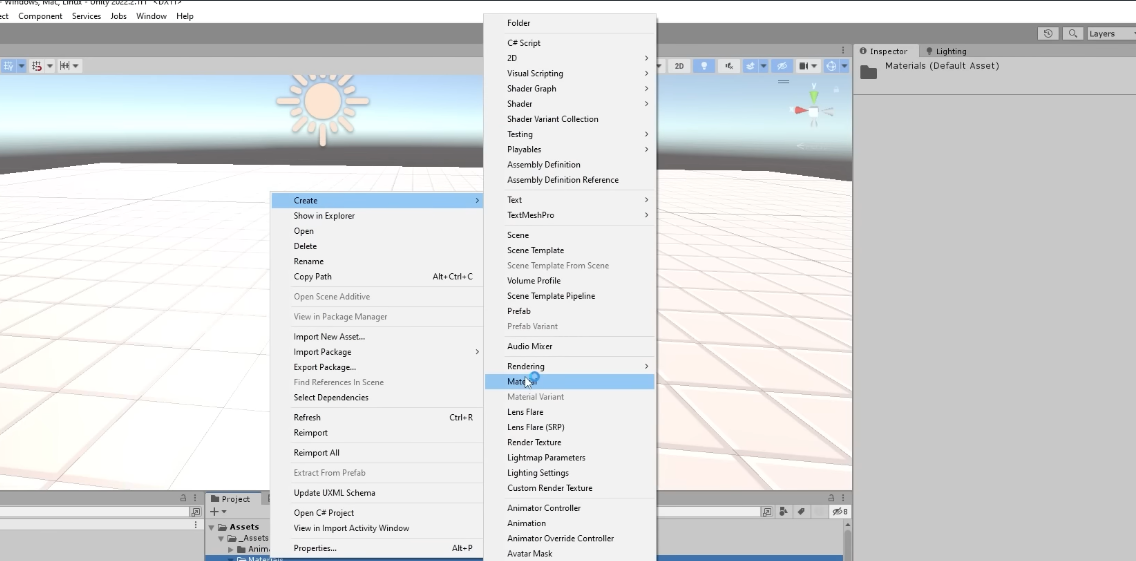 Windows, Mac, Linux - Unity 2022.2.1f1* <DX11>
ect Component Services Jobs Window Help
Layers
2D
Inspector
Lighting
Materials (Default Asset)
Create
Show in Explorer
Open
Delete
Rename
Copy Path Alt+Ctrl+C
Open Scene Additive
View in Package Manager
Import New Asset...
Import Package
Export Package...
Find References In Scene
Select Dependencies
Refresh Ctrl+R
Reimport
Reimport All
Extract From Prefab
Update UXML Schema
Open C# Project
View in Import Activity Window
Properties... Alt+P
Folder
C# Script
2D
Visual Scripting
Shader Graph
Shader
Shader Variant Collection
Testing
Playables
Assembly Definition
Assembly Definition Reference
Text
TextMeshPro
Scene
Scene Template
Scene Template From Scene
Volume Profile
Scene Template Pipeline
Prefab
Prefab Variant
Audio Mixer
Rendering
Material
Material Variant
Lens Flare
Lens Flare (SRP)
Render Texture
Lightmap Parameters
Lighting Settings
Custom Render Texture
Animator Controller
Animation
Animator Override Controller
Avatar Mask
Project
8
Assets
_Assets
Anim
Materials